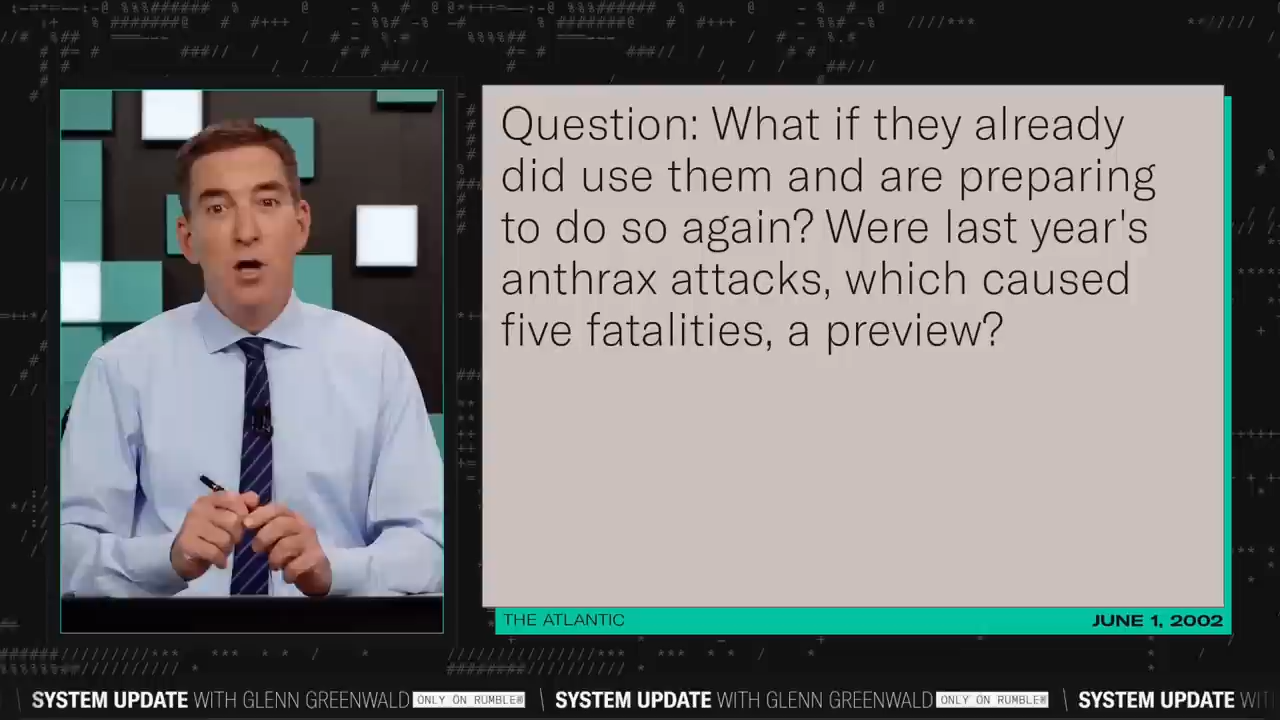 Question: What if they already
did use them and are preparing
to do so again? Were last year's
anthrax attacks, which caused
five fatalities, a preview?
THE ATLANTIC JUNE 1, 2002
SYSTEM UPDATE WITH GLENN GREENWALD ONLY ON RUMBLE® \ SYSTEM UPDATE WITH GLENN GREENWALD ONLY ON RUMBLE® \ SYSTEM UPDATE